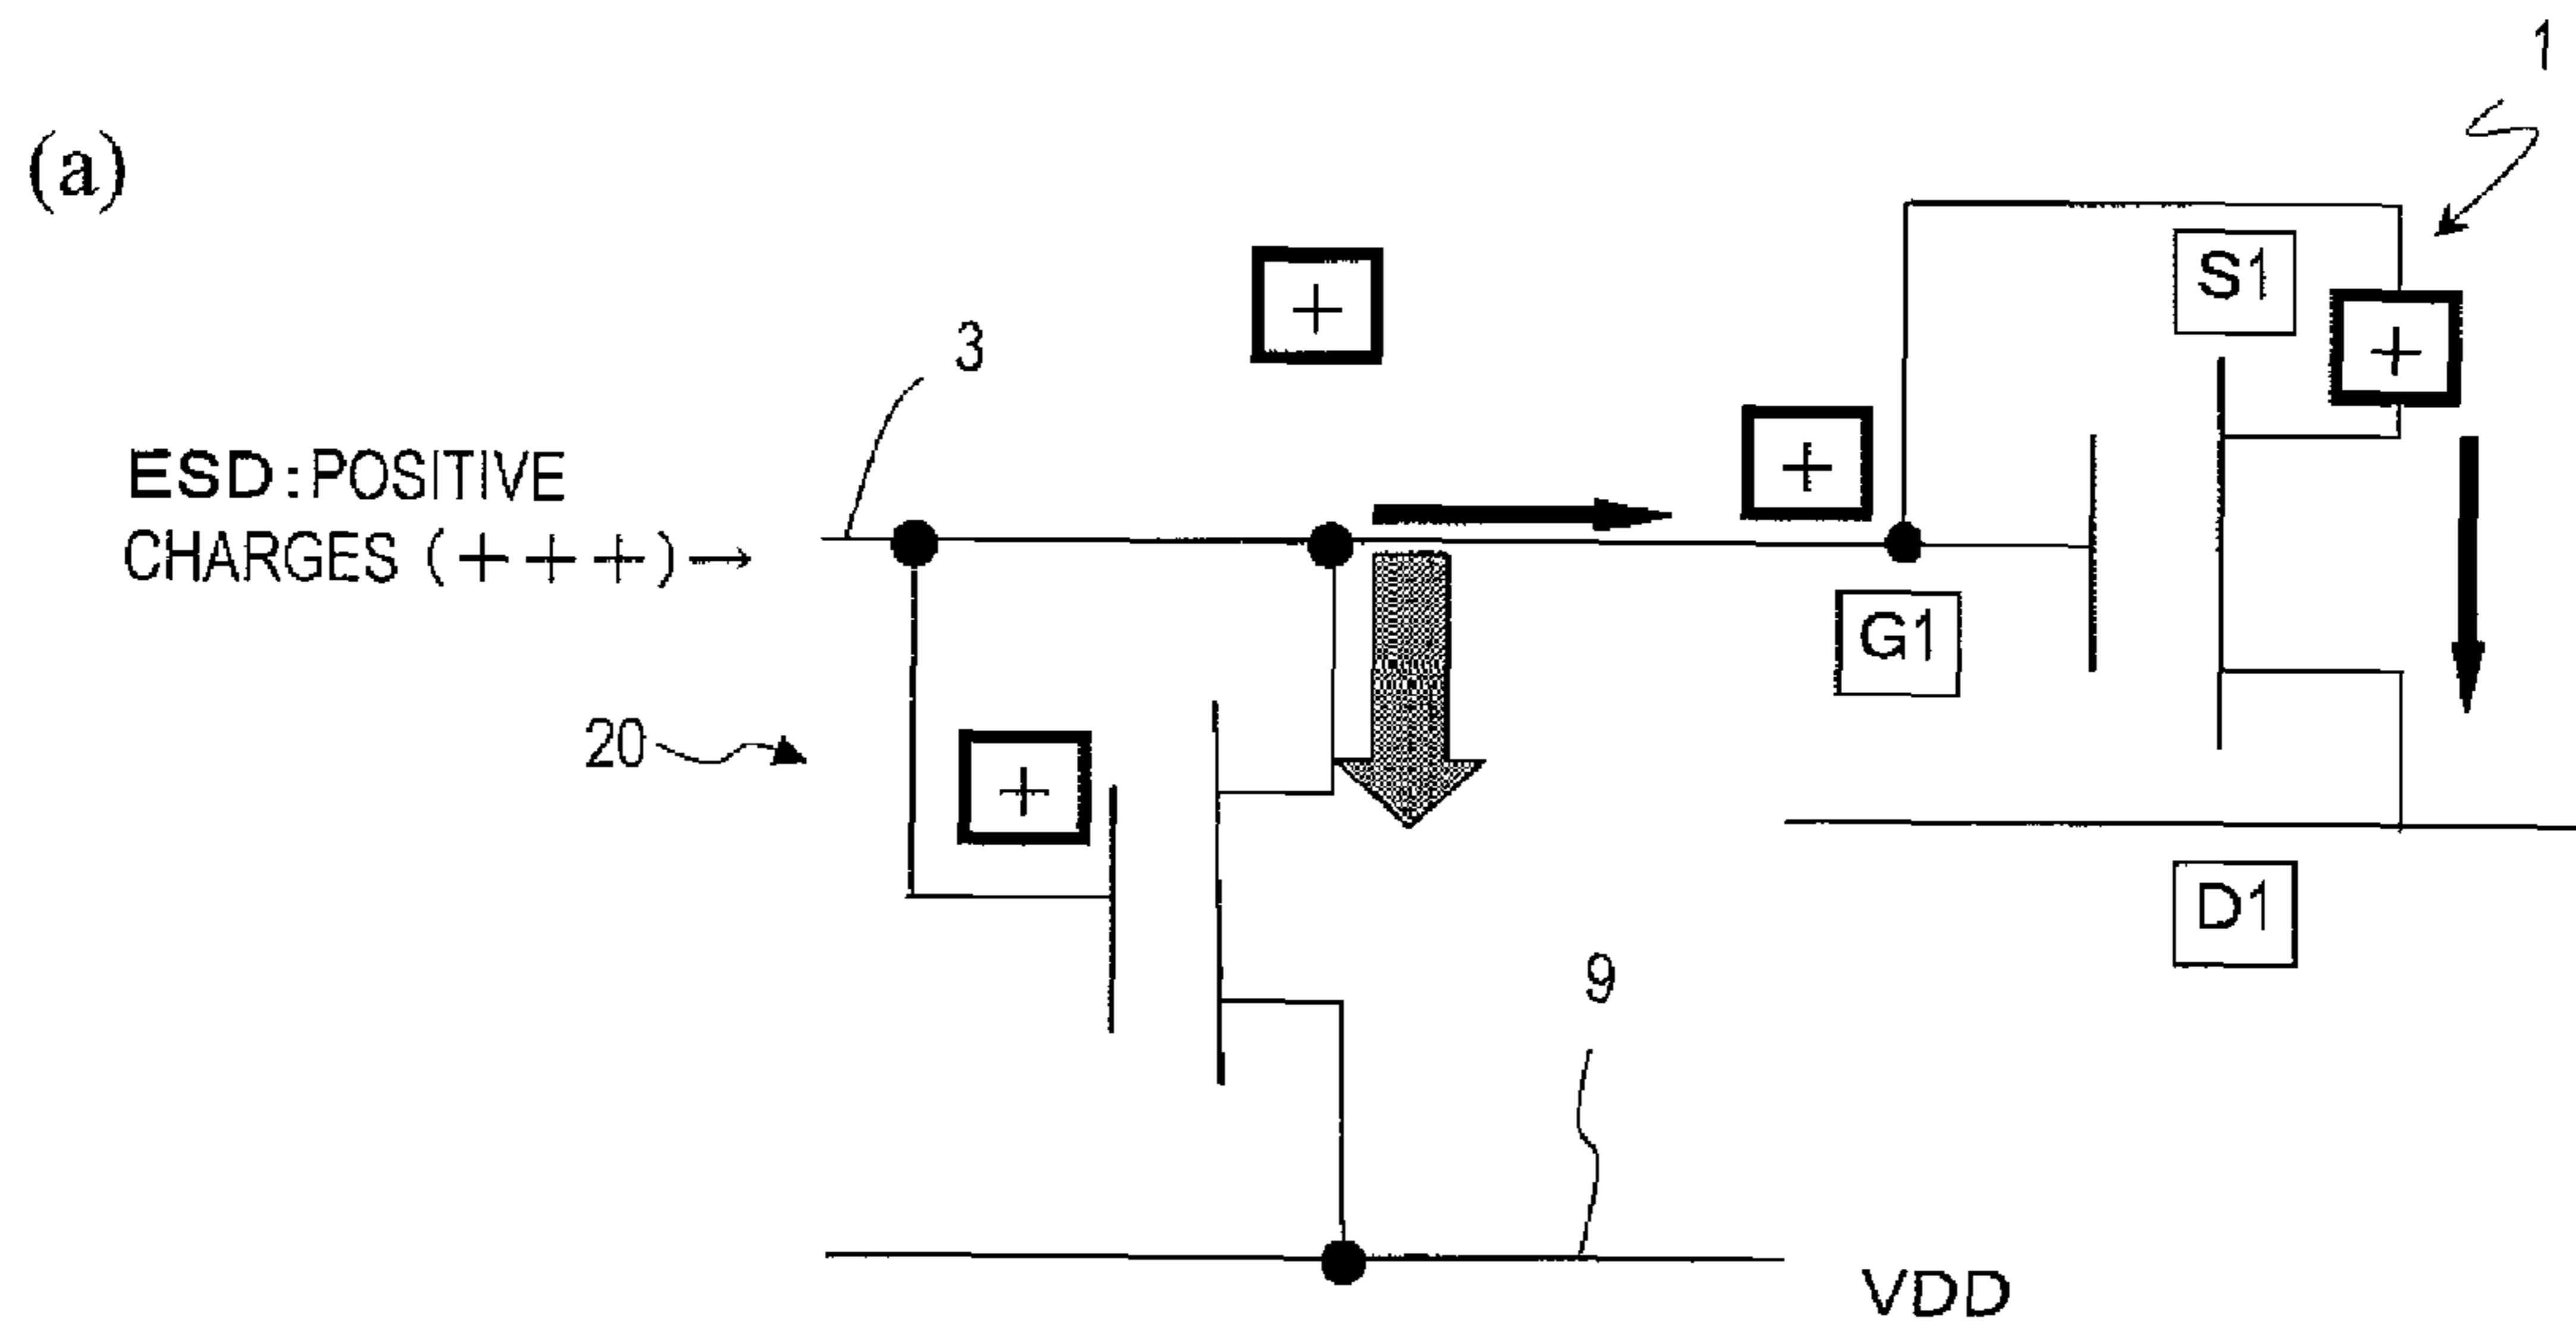 1
(a)
+
S1
+
3
+
ESD:POSITIVE
CHARGES (+++)→
G1
20
+
D1
9
VDD